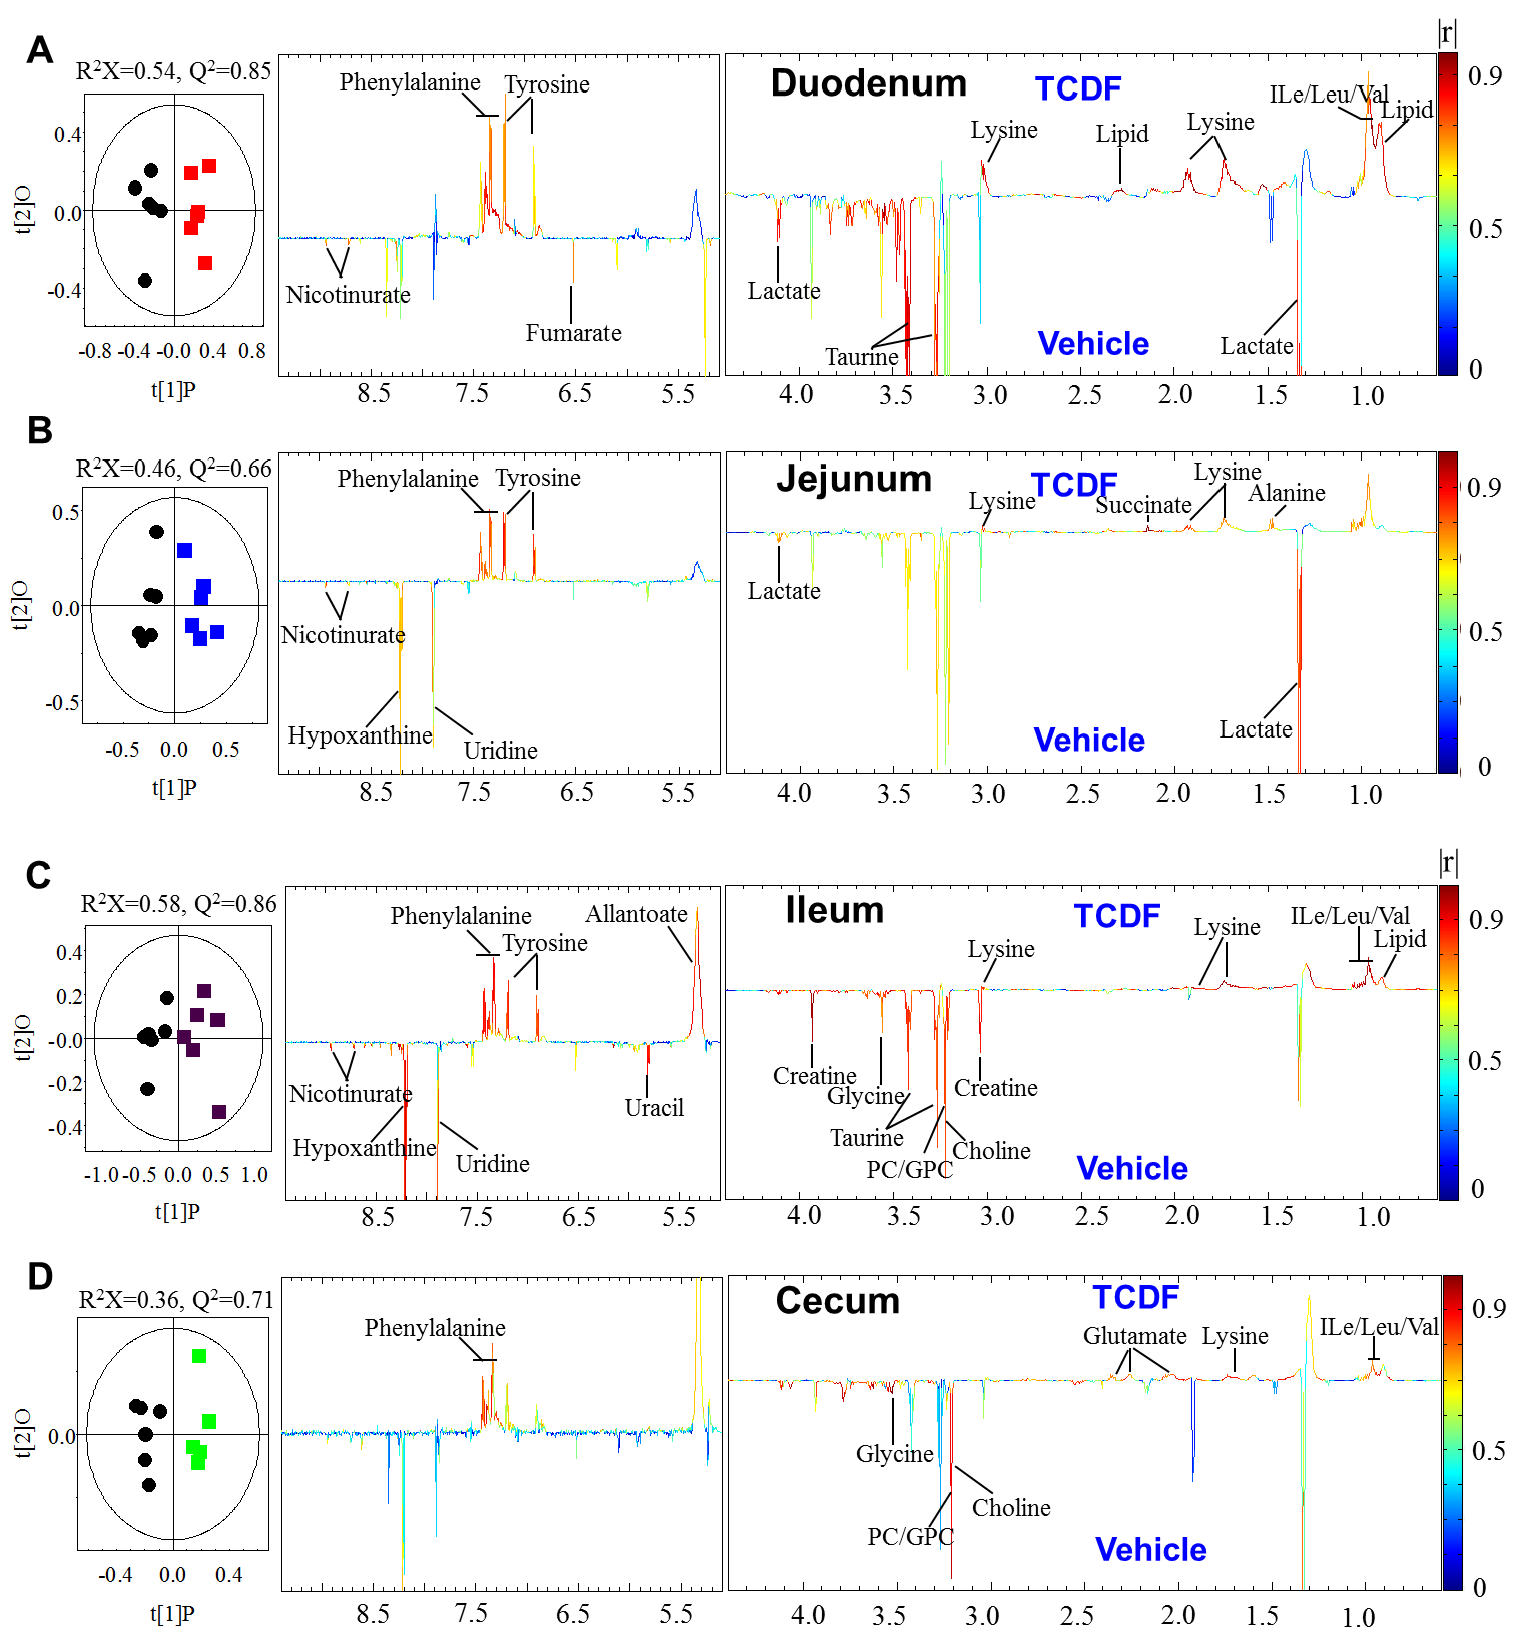 A
R²X=0.54, Q²=0.85
t[2]O
0.4
0.0
-0.4
-0.8 -0.4 -0.0 0.4 0.8
t[1]P
Phenylalanine
Tyrosine
Nicotinurate
Fumarate
8.5 7.5 6.5 5.5
Duodenum
TCDF
Lysine
Lipid
Lysine
ILe/Leu/Val
Lipid
Lactate
Taurine
Vehicle
Lactate
4.0 3.5 3.0 2.5 2.0 1.5 1.0
|r|
0.9
0.5
0
B
R²X=0.46, Q²=0.66
t[2]O
0.5
0.0
-0.5
-0.5 0.0 0.5
t[1]P
Phenylalanine
Tyrosine
Nicotinurate
Hypoxanthine
Uridine
8.5 7.5 6.5 5.5
Jejunum
TCDF
Lysine
Succinate
Lysine
Alanine
Lactate
Vehicle
Lactate
4.0 3.5 3.0 2.5 2.0 1.5 1.0
0.9
0.5
0
C
R²X=0.58, Q²=0.86
t[2]O
0.4
0.2
-0.0
-0.2
-0.4
-1.0 -0.5 0.0 0.5 1.0
t[1]P
Phenylalanine
Tyrosine
Allantoate
Nicotinurate
Hypoxanthine
Uridine
Uracil
8.5 7.5 6.5 5.5
Ileum
TCDF
Lysine
Lysine
ILe/Leu/Val
Lipid
Creatine
Glycine
Taurine
PC/GPC
Creatine
Choline
Vehicle
4.0 3.5 3.0 2.5 2.0 1.5 1.0
|r|
0.9
0.5
0
D
R²X=0.36, Q²=0.71
t[2]O
0.0
-0.4 0.0 0.4
t[1]P
Phenylalanine
8.5 7.5 6.5 5.5
Cecum
TCDF
Glutamate
Lysine
ILe/Leu/Val
Glycine
Choline
PC/GPC
Vehicle
4.0 3.5 3.0 2.5 2.0 1.5 1.0
0.9
0.5
0